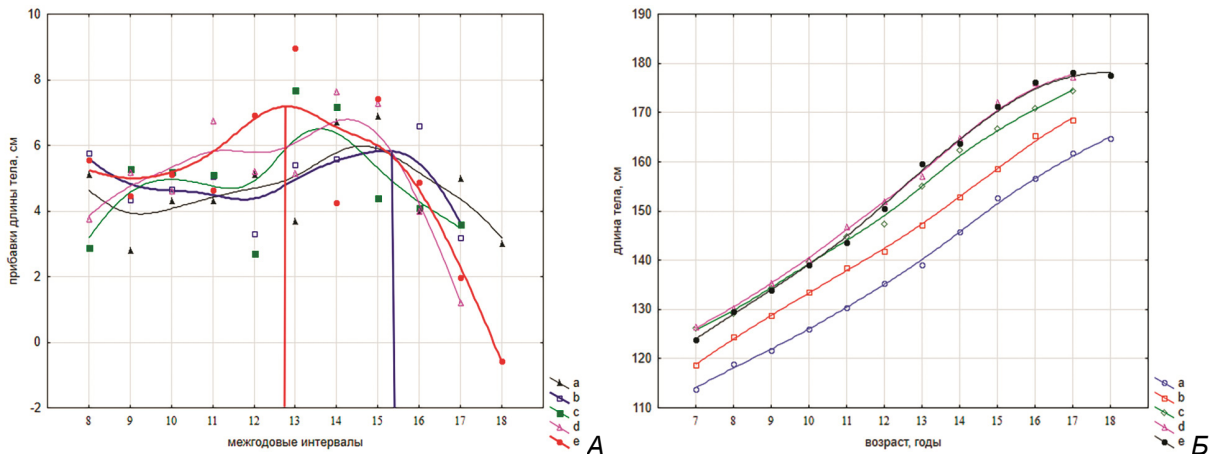 прибавки длины тела, см
10
8
6
4
2
0
-2
8 9 10 11 12 13 14 15 16 17 18
межгодовые интервалы
a
b
c
d
e
А
длина тела, см
190
180
170
160
150
140
130
120
110
7 8 9 10 11 12 13 14 15 16 17 18
возраст, годы
a
b
c
d
e
Б